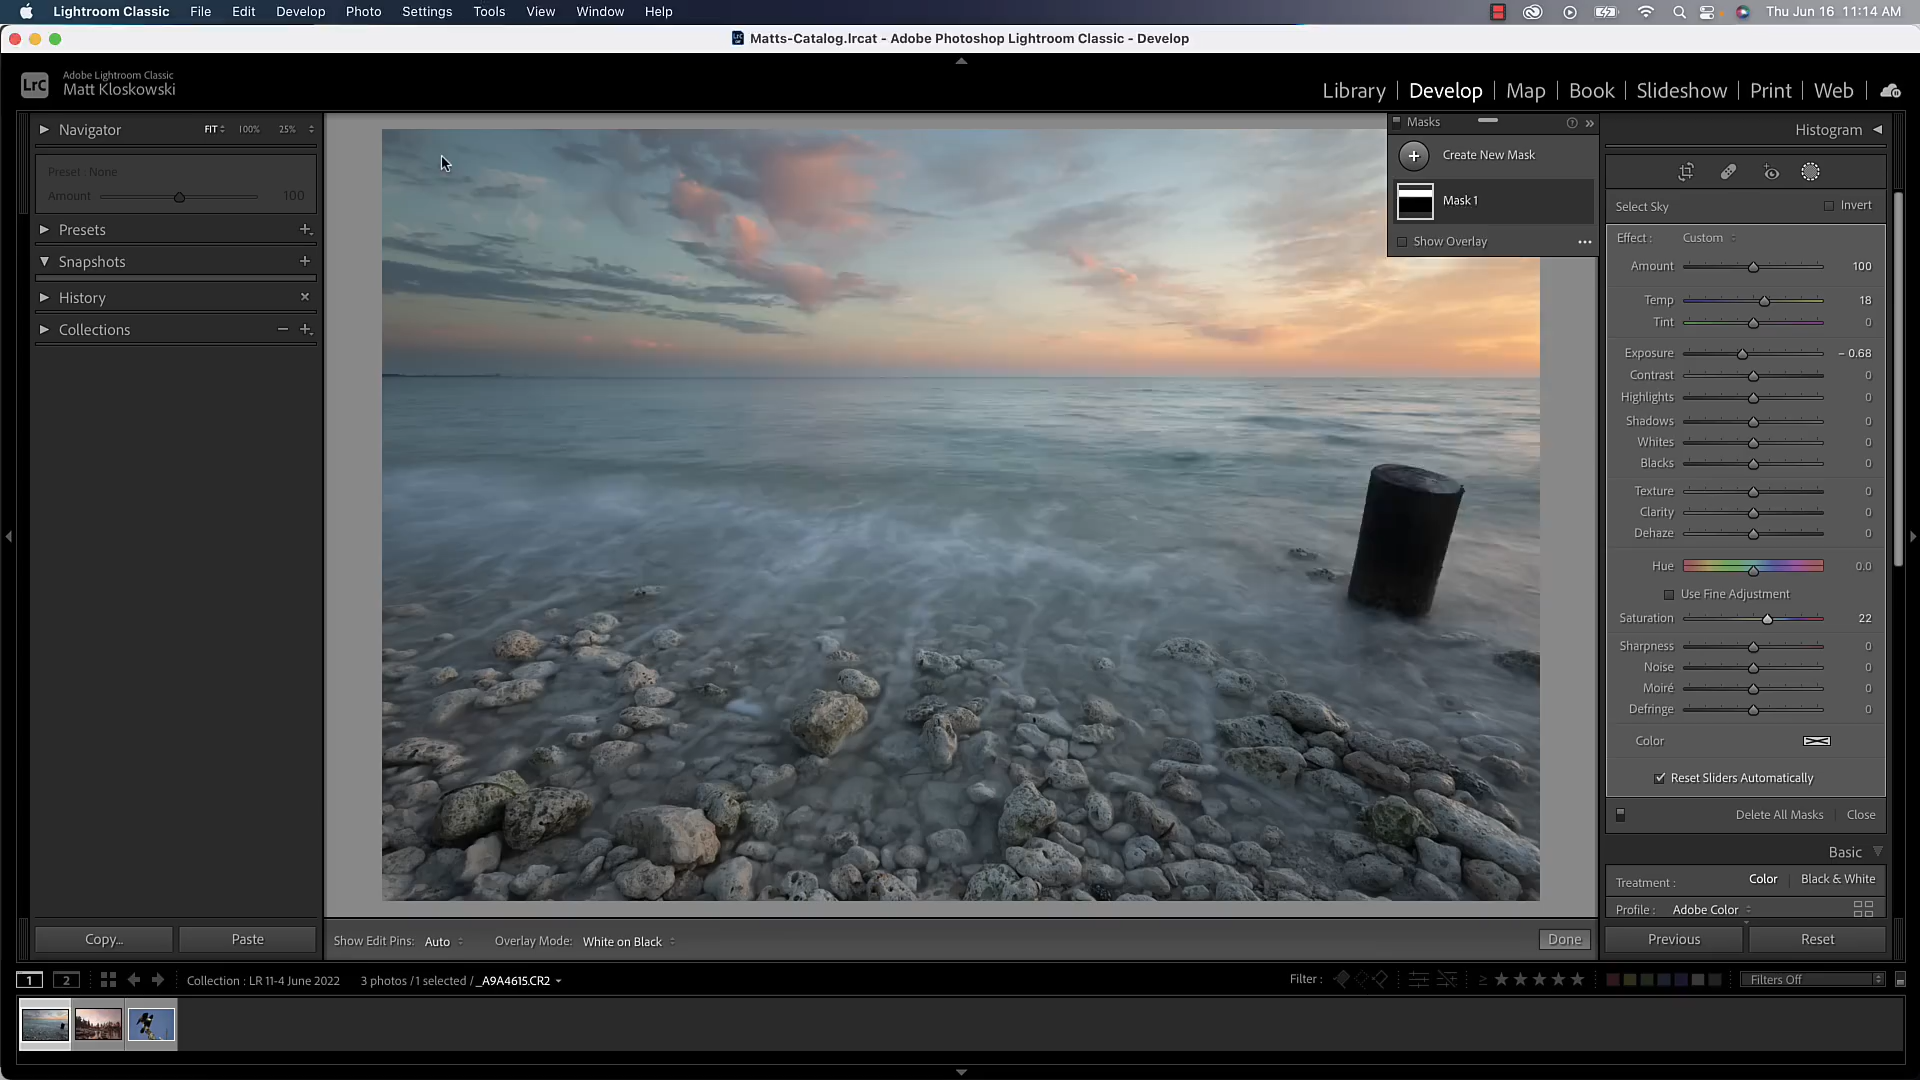 Lightroom Classic File Edit Develop Photo Settings Tools View Window Help Thu Jun 16 11:14 AM
Matts-Catalog.lrcat - Adobe Photoshop Lightroom Classic - Develop
LrC Adobe Lightroom Classic
Matt Kloskowski
Library | Develop | Map | Book | Slideshow | Print | Web
Navigator FIT 100% 25%
Preset : None
Amount 100
Presets
Snapshots
History
Collections
Masks
Create New Mask
Mask 1
Show Overlay
Histogram
Select Sky Invert
Effect : Custom
Amount 100
Temp 18
Tint 0
Exposure – 0.68
Contrast 0
Highlights 0
Shadows 0
Whites 0
Blacks 0
Texture 0
Clarity 0
Dehaze 0
Hue 0.0
Use Fine Adjustment
Saturation 22
Sharpness 0
Noise 0
Moiré 0
Defringe 0
Color
Reset Sliders Automatically
Delete All Masks Close
Basic
Treatment : Color Black & White
Profile : Adobe Color
Copy... Paste
Show Edit Pins: Auto Overlay Mode: White on Black Done
Previous Reset
1 2 Collection : LR 11-4 June 2022 3 photos / 1 selected / _A9A4615.CR2 Filter : Filters Off